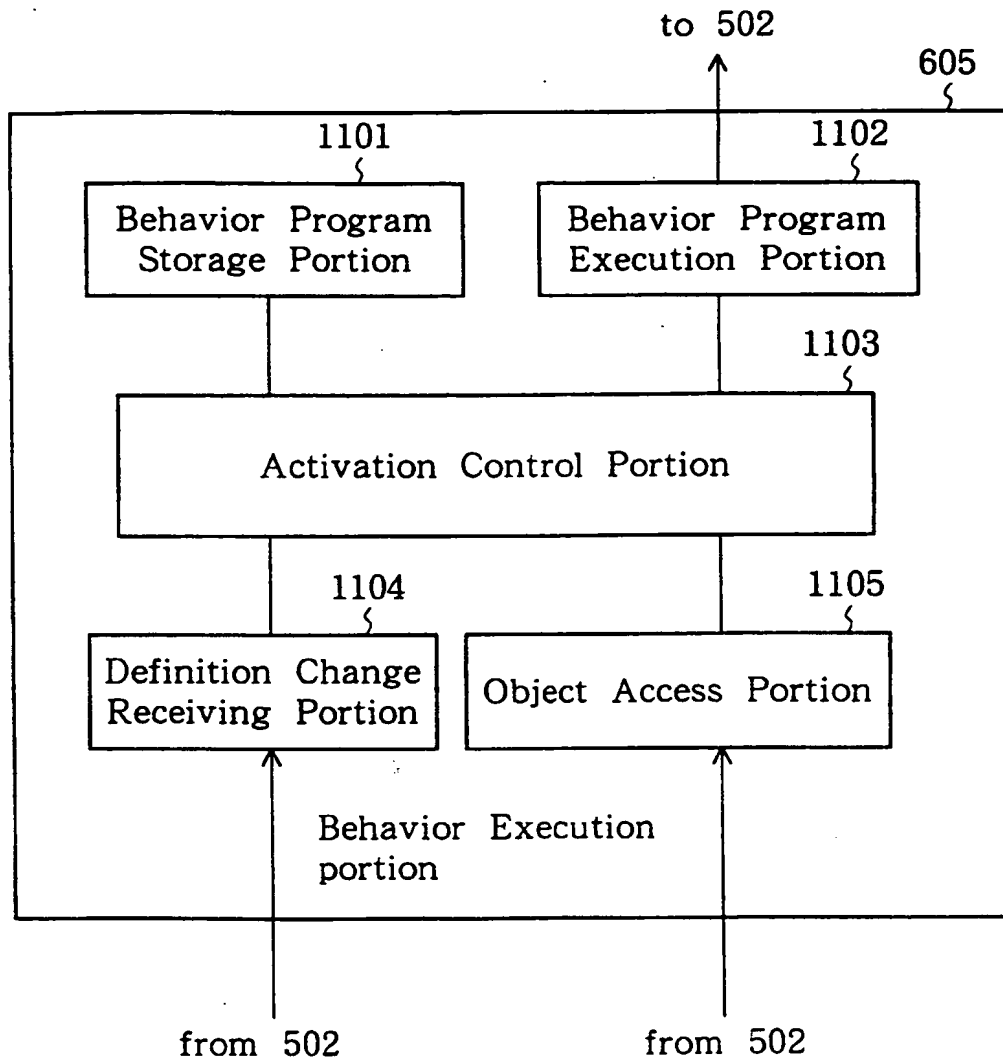 to 502
605
1101
1102
Behavior Program
Storage Portion
Behavior Program
Execution Portion
1103
Activation Control Portion
1104
1105
Definition Change
Receiving Portion
Object Access Portion
Behavior Execution
portion
from 502
from 502